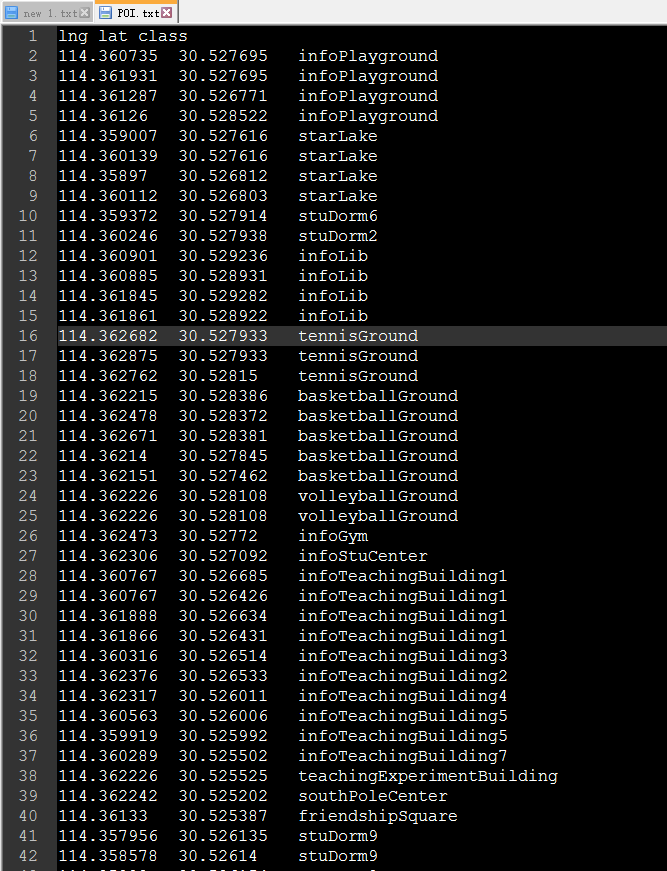 new 1.txt POI.txt
1 lng lat class
2 114.360735 30.527695 infoPlayground
3 114.361931 30.527695 infoPlayground
4 114.361287 30.526771 infoPlayground
5 114.36126 30.528522 infoPlayground
6 114.359007 30.527616 starLake
7 114.360139 30.527616 starLake
8 114.35897 30.526812 starLake
9 114.360112 30.526803 starLake
10 114.359372 30.527914 stuDorm6
11 114.360246 30.527938 stuDorm2
12 114.360901 30.529236 infoLib
13 114.360885 30.528931 infoLib
14 114.361845 30.529282 infoLib
15 114.361861 30.528922 infoLib
16 114.362682 30.527933 tennisGround
17 114.362875 30.527933 tennisGround
18 114.362762 30.52815 tennisGround
19 114.362215 30.528386 basketballGround
20 114.362478 30.528372 basketballGround
21 114.362671 30.528381 basketballGround
22 114.36214 30.527845 basketballGround
23 114.362151 30.527462 basketballGround
24 114.362226 30.528108 volleyballGround
25 114.362226 30.528108 volleyballGround
26 114.362473 30.52772 infoGym
27 114.362306 30.527092 infoStuCenter
28 114.360767 30.526685 infoTeachingBuilding1
29 114.360767 30.526426 infoTeachingBuilding1
30 114.361888 30.526634 infoTeachingBuilding1
31 114.361866 30.526431 infoTeachingBuilding1
32 114.360316 30.526514 infoTeachingBuilding3
33 114.362376 30.526533 infoTeachingBuilding2
34 114.362317 30.526011 infoTeachingBuilding4
35 114.360563 30.526006 infoTeachingBuilding5
36 114.359919 30.525992 infoTeachingBuilding5
37 114.360289 30.525502 infoTeachingBuilding7
38 114.362226 30.525525 teachingExperimentBuilding
39 114.362242 30.525202 southPoleCenter
40 114.36133 30.525387 friendshipSquare
41 114.357956 30.526135 stuDorm9
42 114.358578 30.52614 stuDorm9